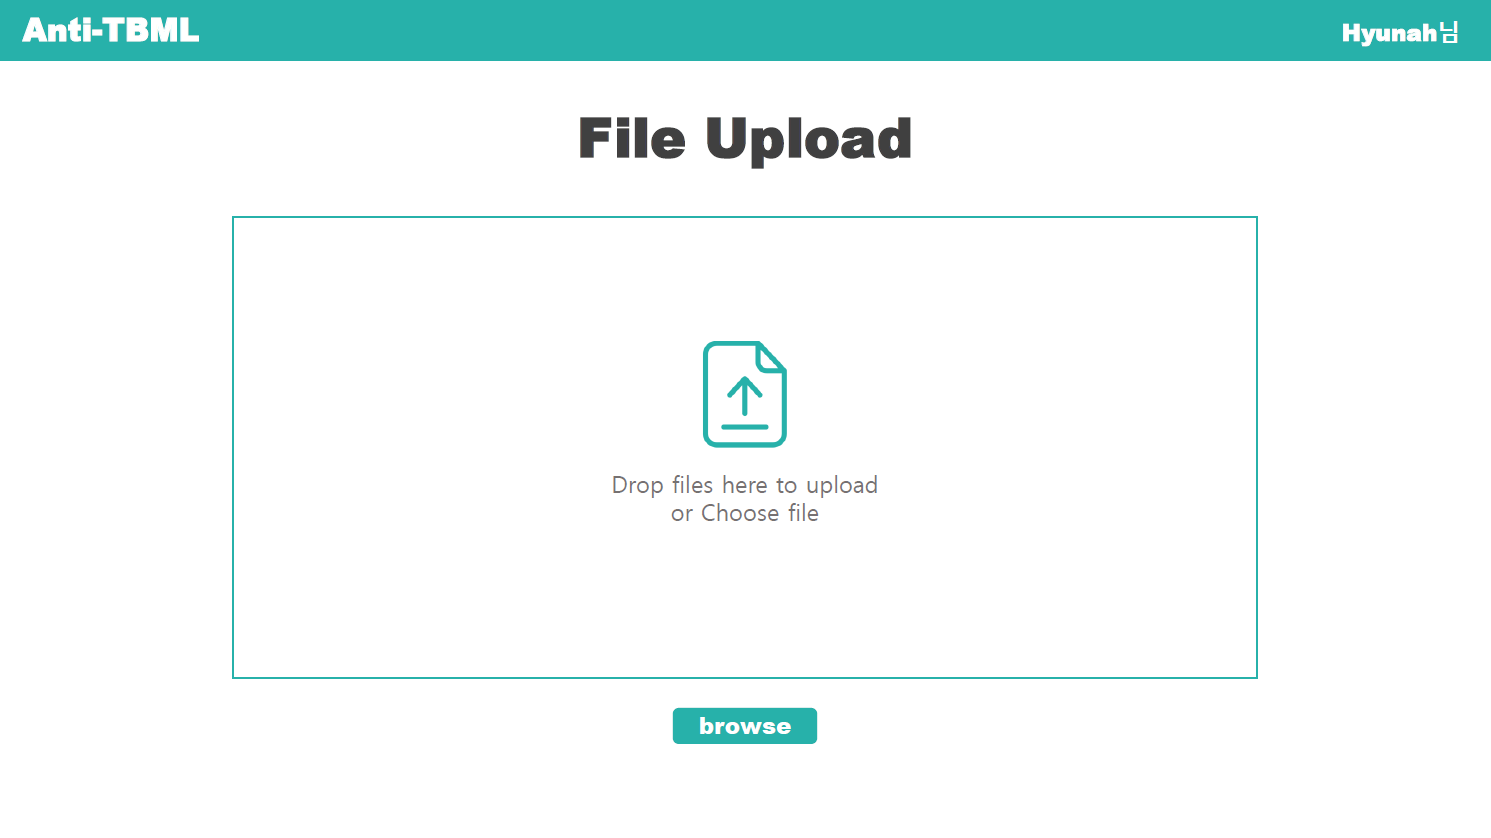 Anti-TBML
Hyunah님
File Upload
Drop files here to upload
or Choose file
browse